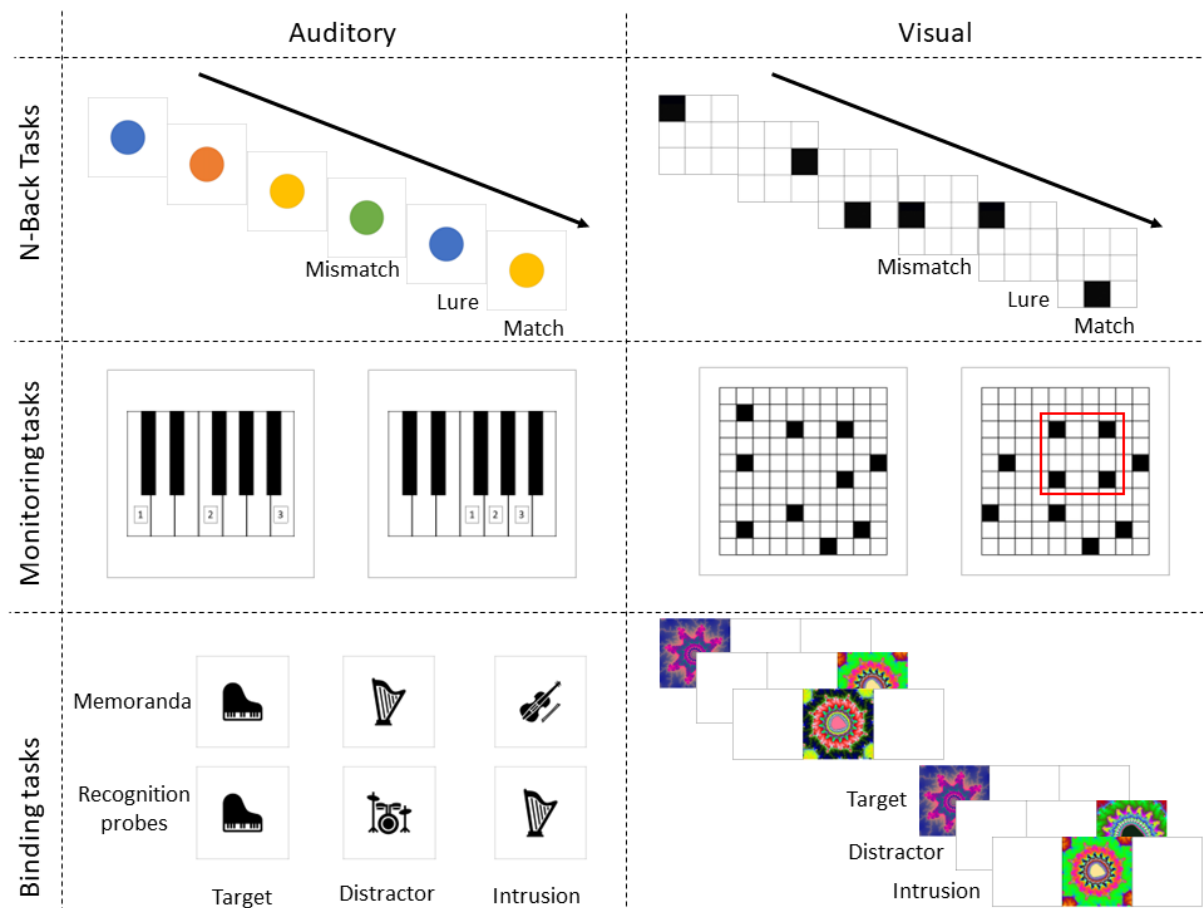 Auditory
Visual
N-Back Tasks
Mismatch
Lure
Match
Mismatch
Lure
Match
Monitoring tasks
1
2
3
1
2
3
Binding tasks
Memoranda
Recognition
probes
Target
Distractor
Intrusion
Target
Distractor
Intrusion